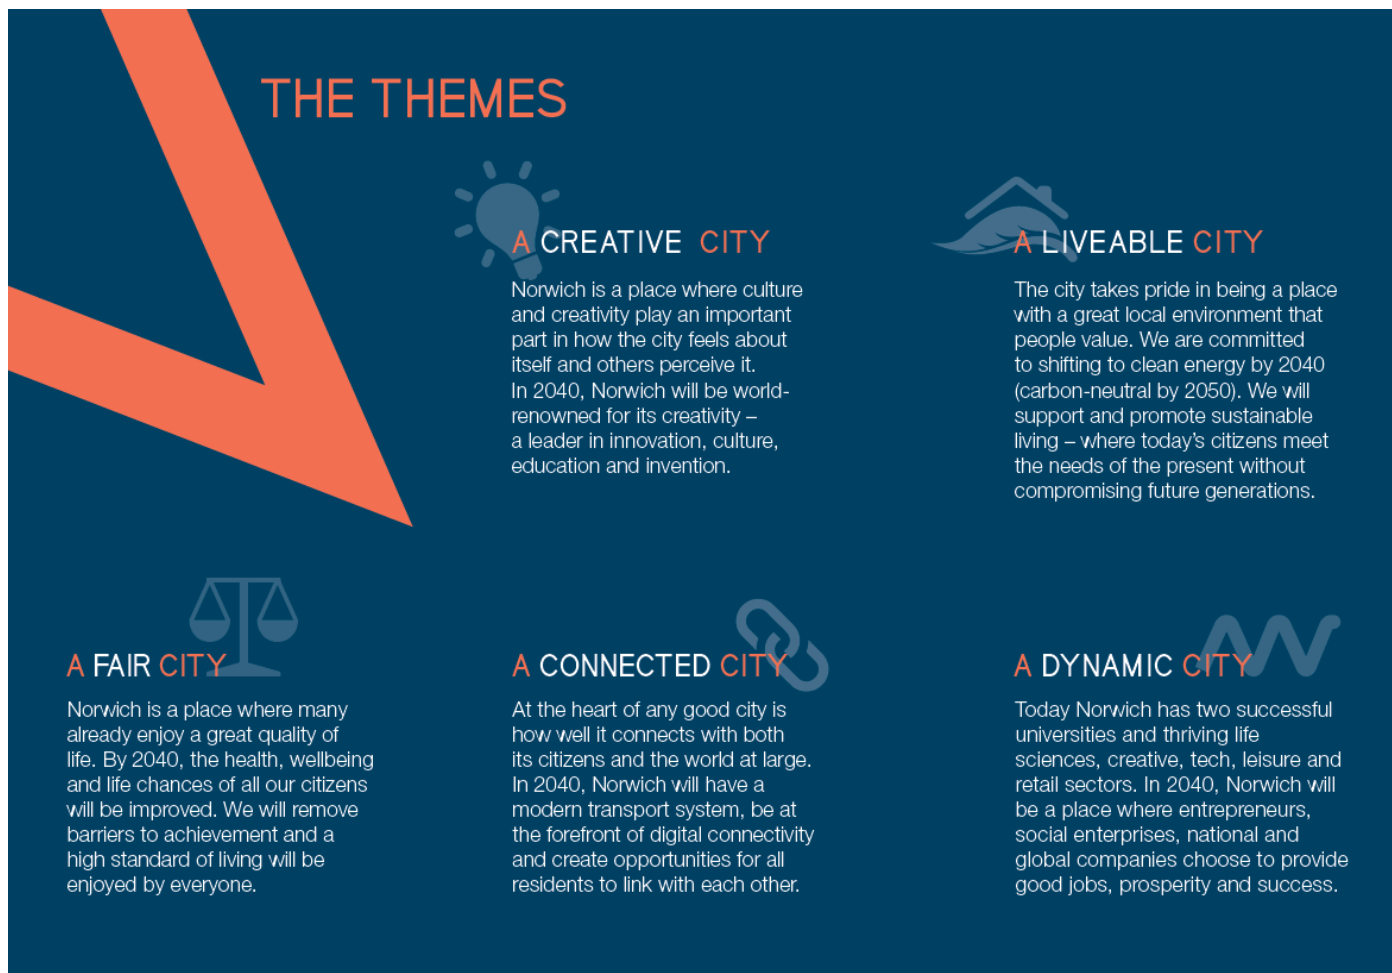 THE THEMES
A CREATIVE CITY
Norwich is a place where culture
and creativity play an important
part in how the city feels about
itself and others perceive it.
In 2040, Norwich will be world-
renowned for its creativity –
a leader in innovation, culture,
education and invention.
A LIVEABLE CITY
The city takes pride in being a place
with a great local environment that
people value. We are committed
to shifting to clean energy by 2040
(carbon-neutral by 2050). We will
support and promote sustainable
living – where today's citizens meet
the needs of the present without
compromising future generations.
A FAIR CITY
Norwich is a place where many
already enjoy a great quality of
life. By 2040, the health, wellbeing
and life chances of all our citizens
will be improved. We will remove
barriers to achievement and a
high standard of living will be
enjoyed by everyone.
A CONNECTED CITY
At the heart of any good city is
how well it connects with both
its citizens and the world at large.
In 2040, Norwich will have a
modern transport system, be at
the forefront of digital connectivity
and create opportunities for all
residents to link with each other.
A DYNAMIC CITY
Today Norwich has two successful
universities and thriving life
sciences, creative, tech, leisure and
retail sectors. In 2040, Norwich will
be a place where entrepreneurs,
social enterprises, national and
global companies choose to provide
good jobs, prosperity and success.